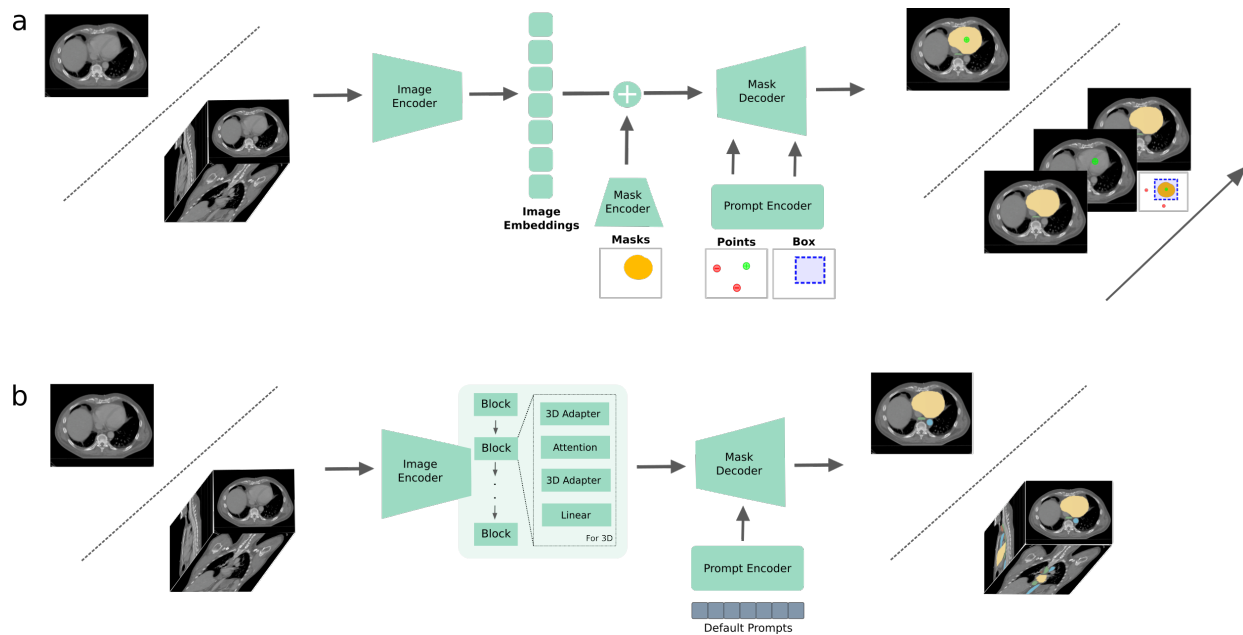 a
Image
Encoder
Image
Embeddings
Mask
Encoder
Masks
Mask
Decoder
Prompt Encoder
Points
Box
b
Image
Encoder
Block
Block
Block
3D Adapter
Attention
3D Adapter
Linear
For 3D
Mask
Decoder
Prompt Encoder
Default Prompts